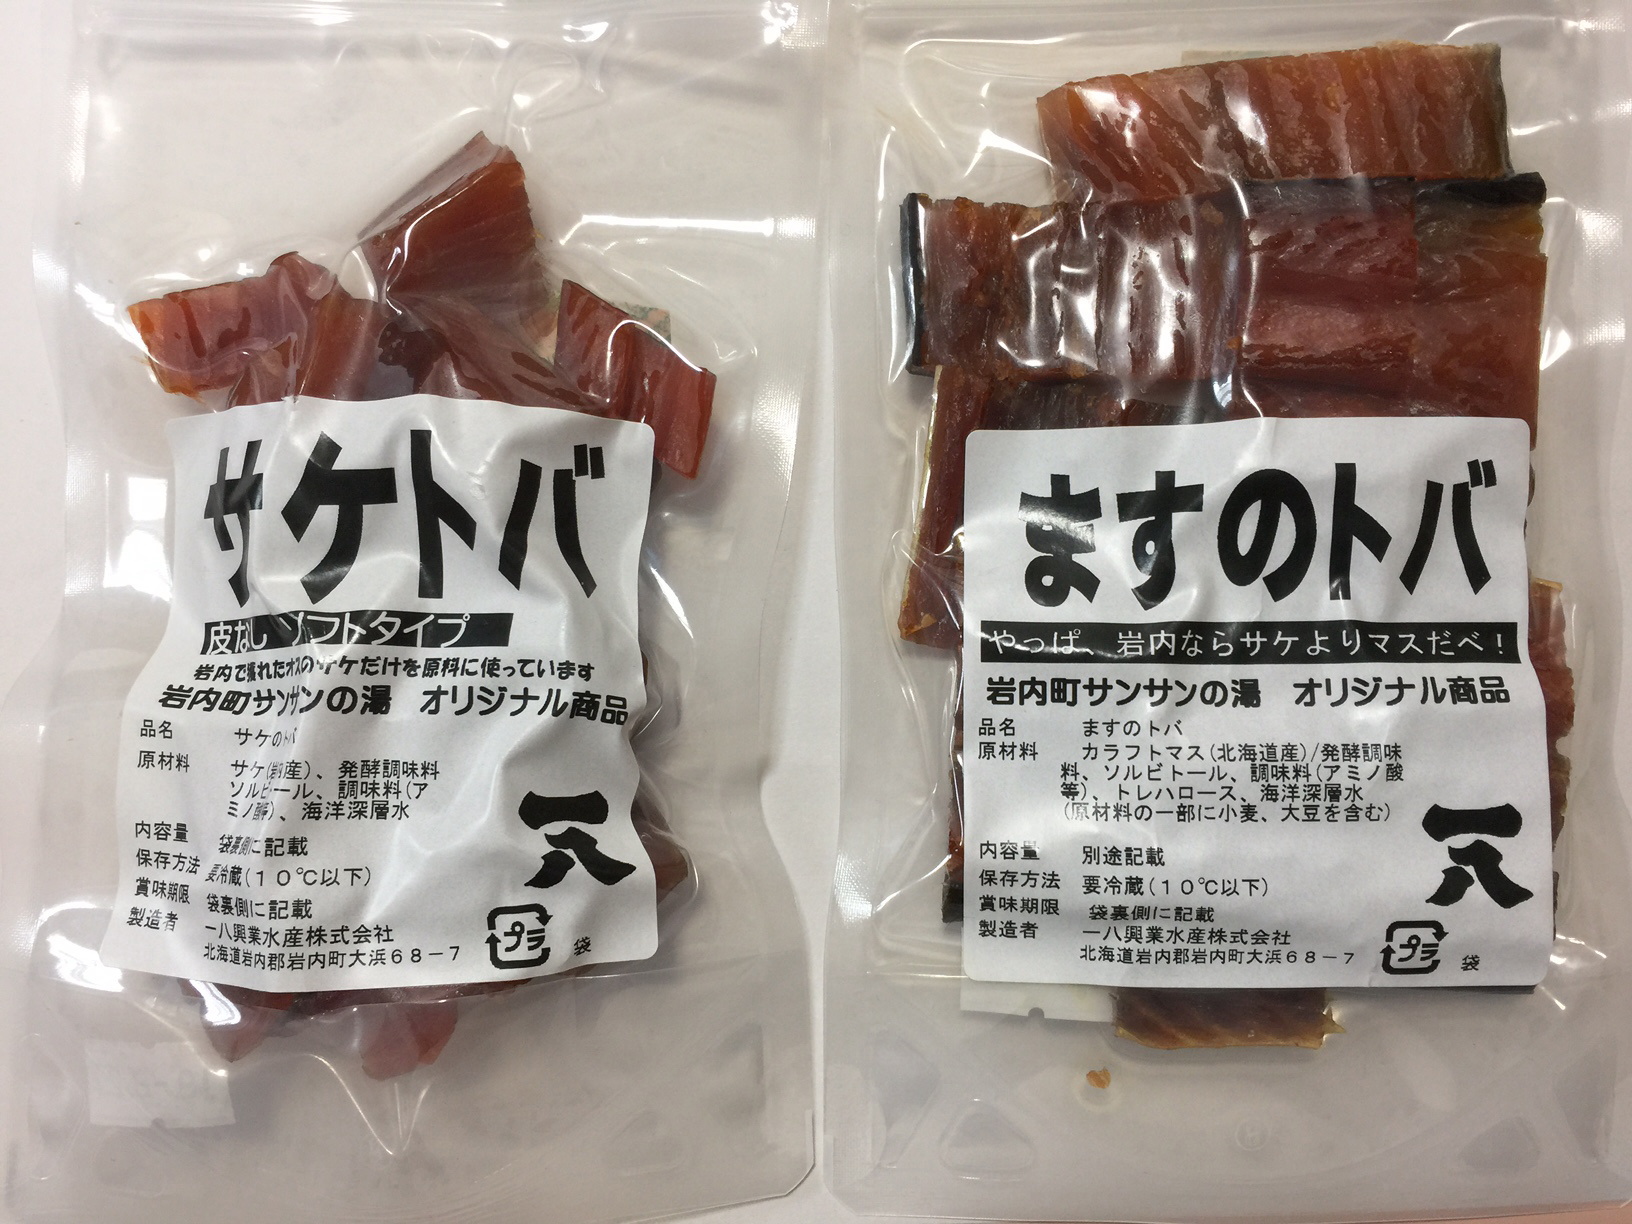 サケトバ
皮なし ソフトタイプ
岩内で獲れたオスのサケだけを原料に使っています
岩内町サンサンの湯 オリジナル商品
品名 サケのトバ
原材料 サケ(岩内産)、発酵調味料
ソルビトール、調味料(ア
ミノ酸等)、海洋深層水
内容量 袋裏側に記載
保存方法 要冷蔵(10℃以下)
賞味期限 袋裏側に記載
製造者 一八興業水産株式会社
北海道岩内郡岩内町大浜68-7
一八
プラ
袋
ますのトバ
やっぱ、岩内ならサケよりマスだべ!
岩内町サンサンの湯 オリジナル商品
品名 ますのトバ
原材料 カラフトマス(北海道産)/発酵調味
料、ソルビトール、調味料(アミノ酸
等)、トレハロース、海洋深層水
(原材料の一部に小麦、大豆を含む)
内容量 別途記載
保存方法 要冷蔵(10℃以下)
賞味期限 袋裏側に記載
製造者 一八興業水産株式会社
北海道岩内郡岩内町大浜68-7
一八
プラ
袋